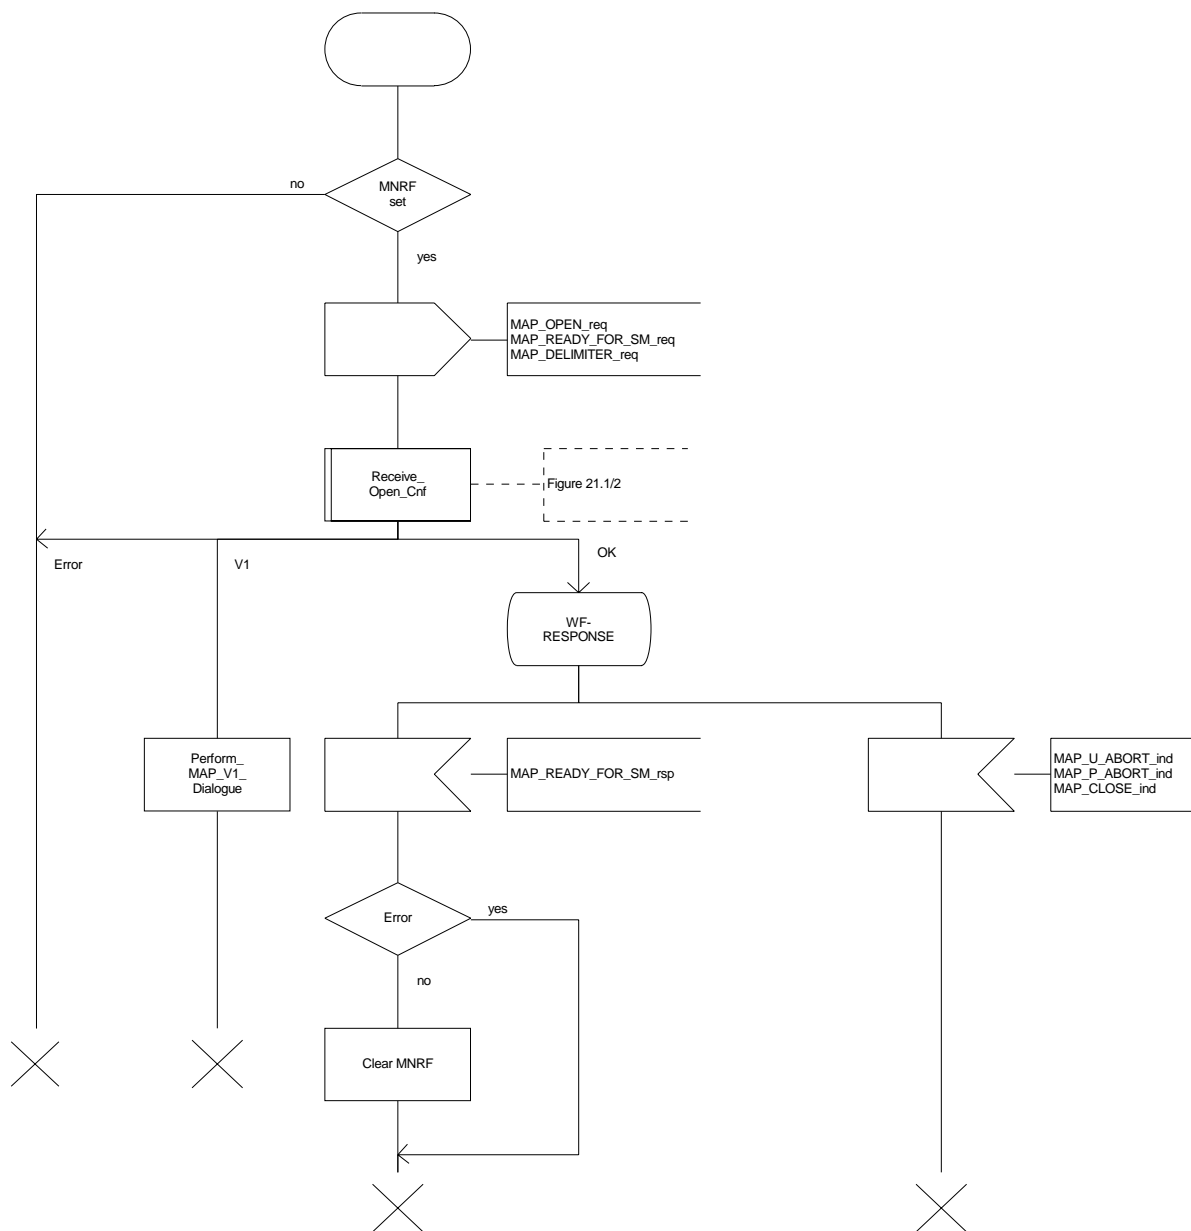 no
MNRF
set
yes
MAP_OPEN_req
MAP_READY_FOR_SM_req
MAP_DELIMITER_req
Receive_
Open_Cnf
Figure 21.1/2
Error
V1
OK
WF-
RESPONSE
Perform_
MAP_V1_
Dialogue
MAP_READY_FOR_SM_rsp
MAP_U_ABORT_ind
MAP_P_ABORT_ind
MAP_CLOSE_ind
Error
yes
no
Clear MNRF